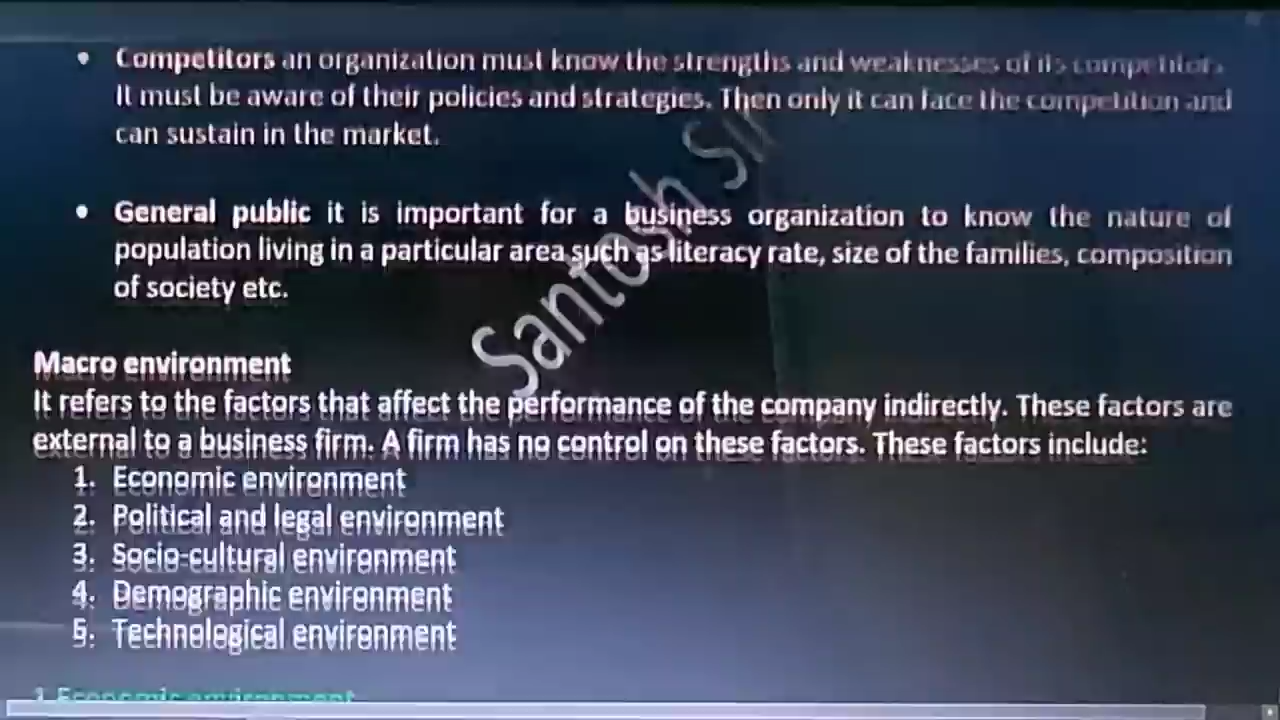 • Competitors an organization must know the strengths and weaknesses of its competitors.
It must be aware of their policies and strategies. Then only it can face the competition and
can sustain in the market.
• General public it is important for a business organization to know the nature of
population living in a particular area such as literacy rate, size of the families, composition
of society etc.
Santosh Sir
Macro environment
It refers to the factors that affect the performance of the company indirectly. These factors are
external to a business firm. A firm has no control on these factors. These factors include:
1. Economic environment
2. Political and legal environment
3. Socio-cultural environment
4. Demographic environment
5. Technological environment
1 Economic environment